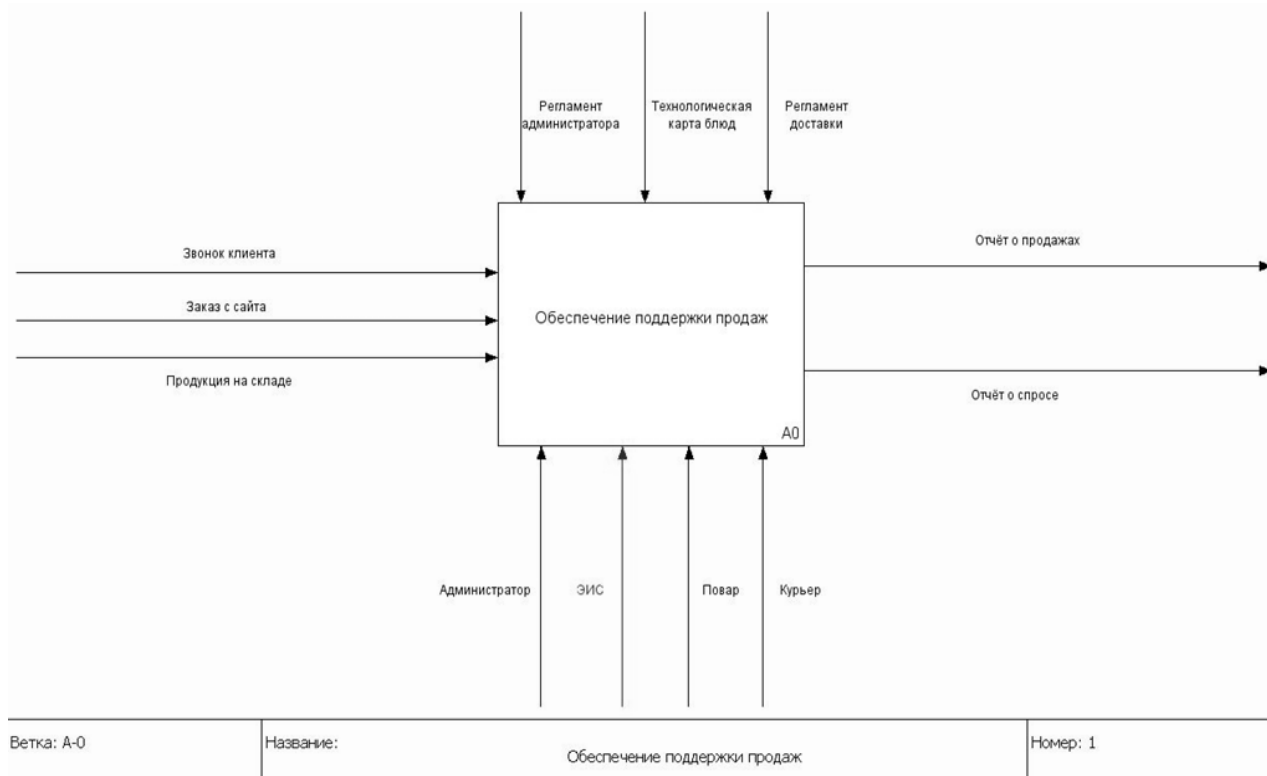 Регламент
администратора
Технологическая
карта блюд
Регламент
доставки
Звонок клиента
Заказ с сайта
Продукция на складе
Обеспечение поддержки продаж
A0
Отчёт о продажах
Отчёт о спросе
Администратор
ЭИС
Повар
Курьер
Ветка: A-0
Название:
Обеспечение поддержки продаж
Номер: 1